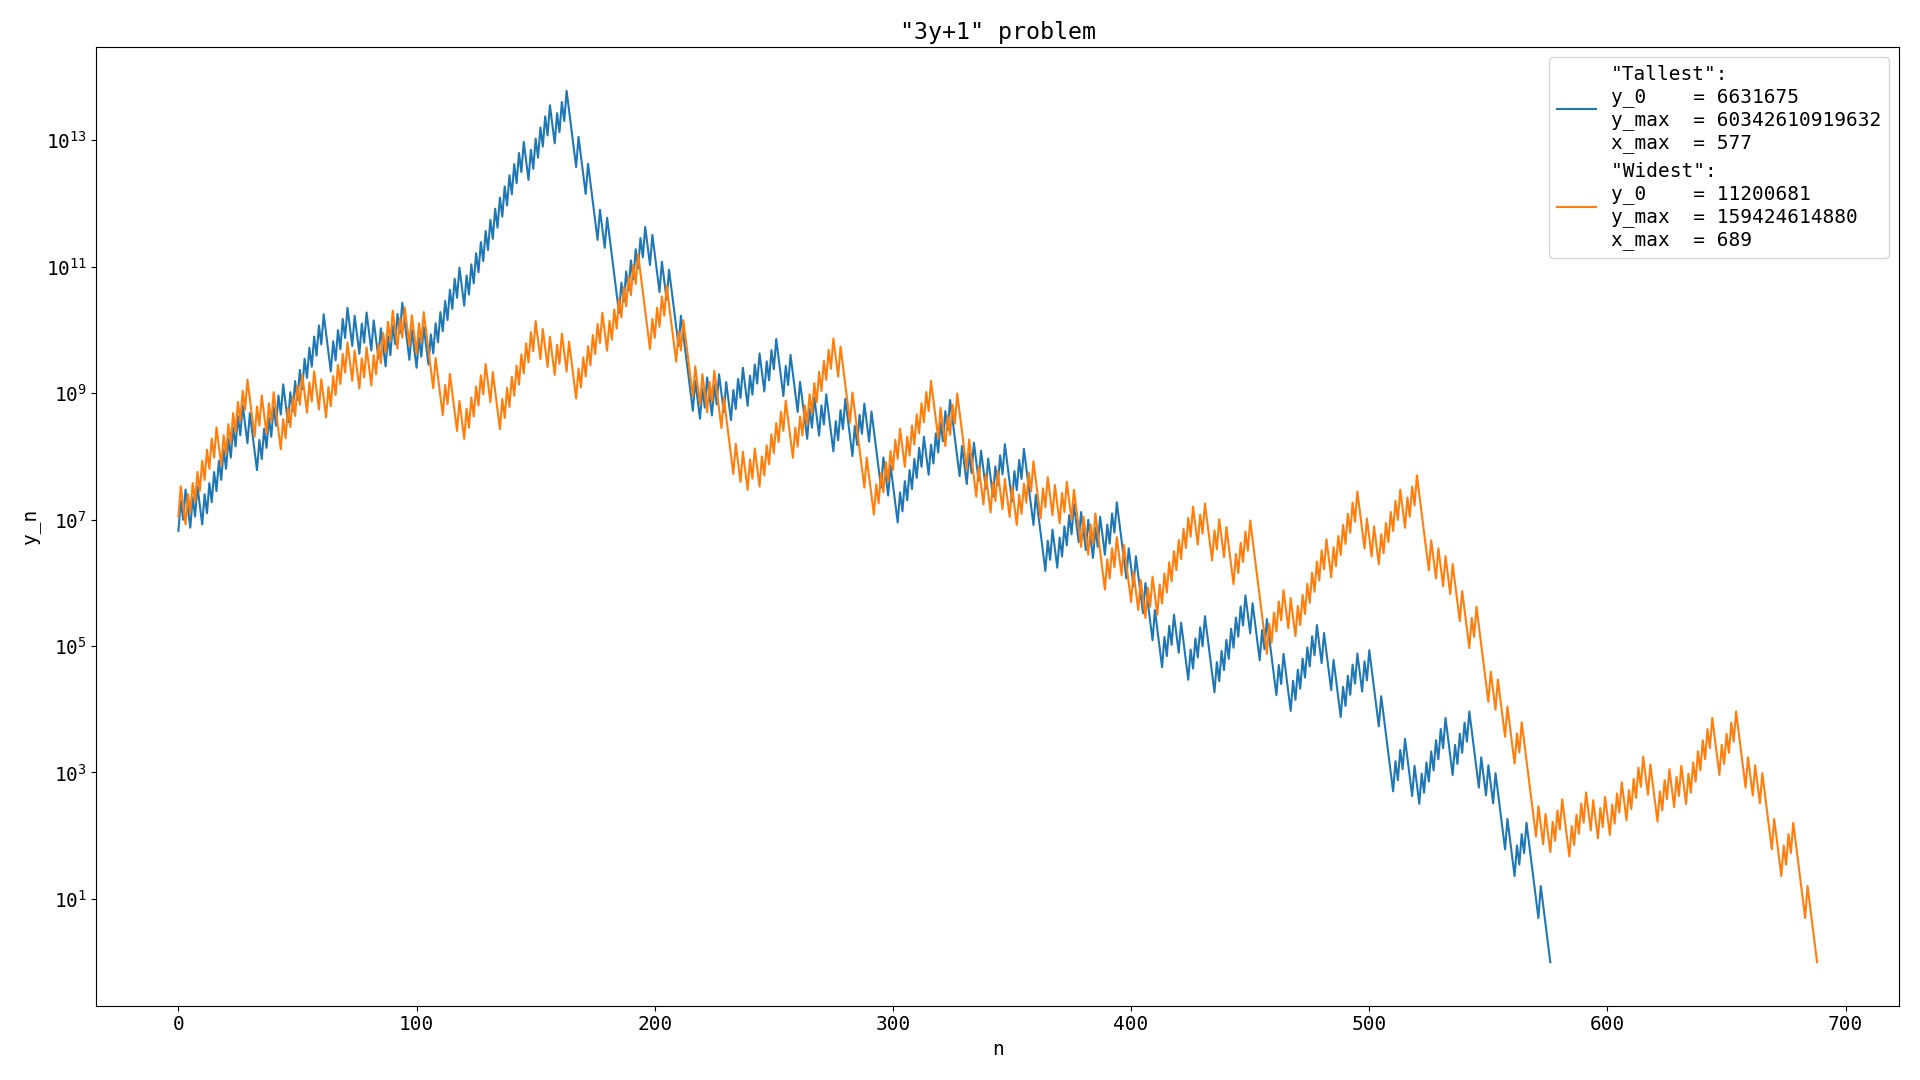 "3y+1" problem
"Tallest":
y_0    = 6631675
y_max  = 60342610919632
x_max  = 577
"Widest":
y_0    = 11200681
y_max  = 159424614880
x_max  = 689
10^13
10^11
10^9
10^7
10^5
10^3
10^1
y_n
0 100 200 300 400 500 600 700
n